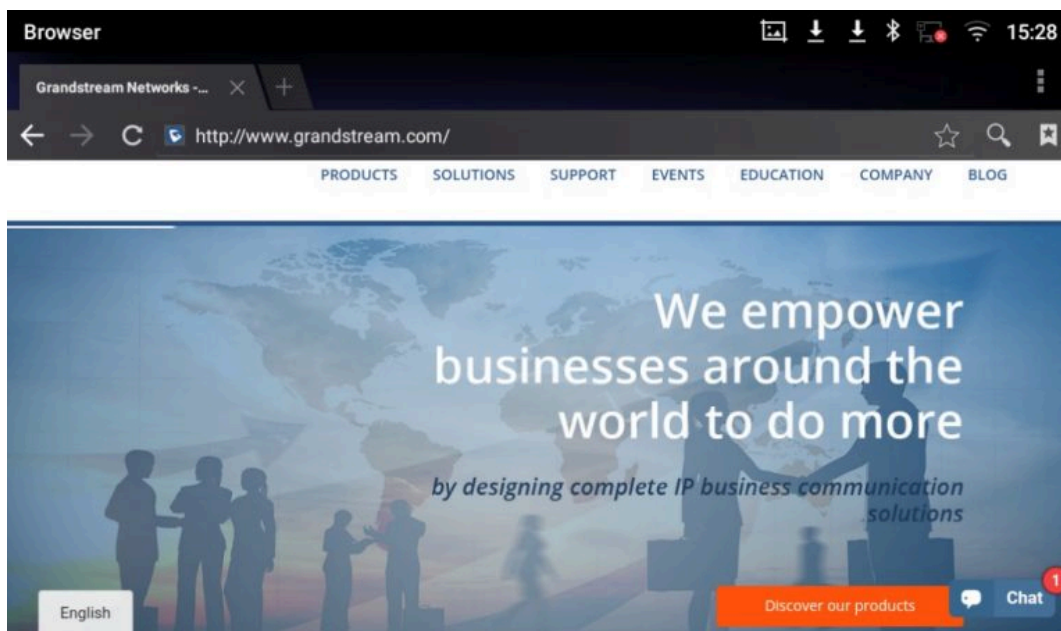 Browser
15:28
Grandstream Networks -...
http://www.grandstream.com/
PRODUCTS SOLUTIONS SUPPORT EVENTS EDUCATION COMPANY BLOG
We empower
businesses around the
world to do more
by designing complete IP business communication
solutions
English
Discover our products
Chat
1